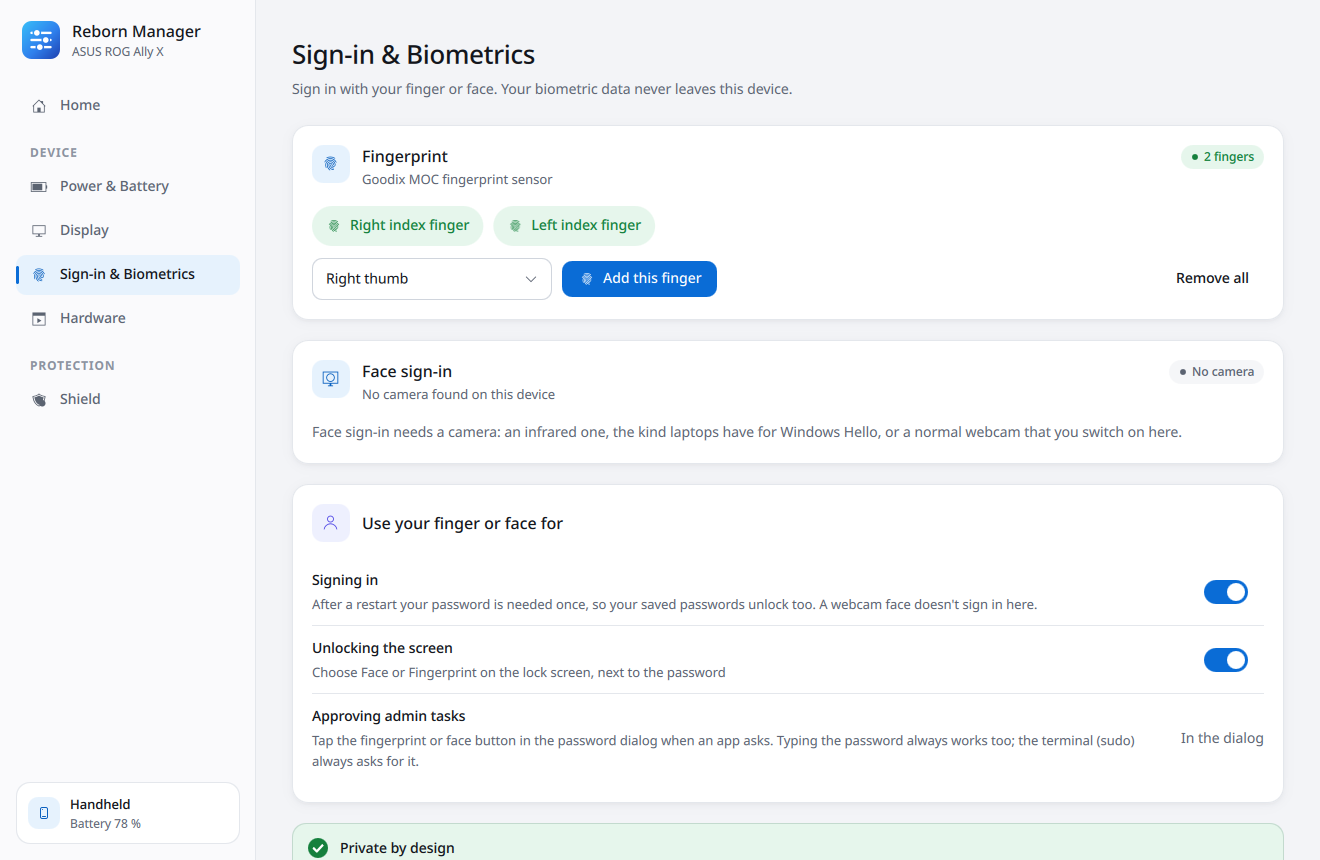 Reborn Manager
ASUS ROG Ally X
Home
DEVICE
Power & Battery
Display
Sign-in & Biometrics
Hardware
PROTECTION
Shield
Handheld
Battery 78 %
Sign-in & Biometrics
Sign in with your finger or face. Your biometric data never leaves this device.
Fingerprint
Goodix MOC fingerprint sensor
2 fingers
Right index finger
Left index finger
Right thumb
Add this finger
Remove all
Face sign-in
No camera found on this device
No camera
Face sign-in needs a camera: an infrared one, the kind laptops have for Windows Hello, or a normal webcam that you switch on here.
Use your finger or face for
Signing in
After a restart your password is needed once, so your saved passwords unlock too. A webcam face doesn't sign in here.
Unlocking the screen
Choose Face or Fingerprint on the lock screen, next to the password
Approving admin tasks
Tap the fingerprint or face button in the password dialog when an app asks. Typing the password always works too; the terminal (sudo)
always asks for it.
In the dialog
Private by design